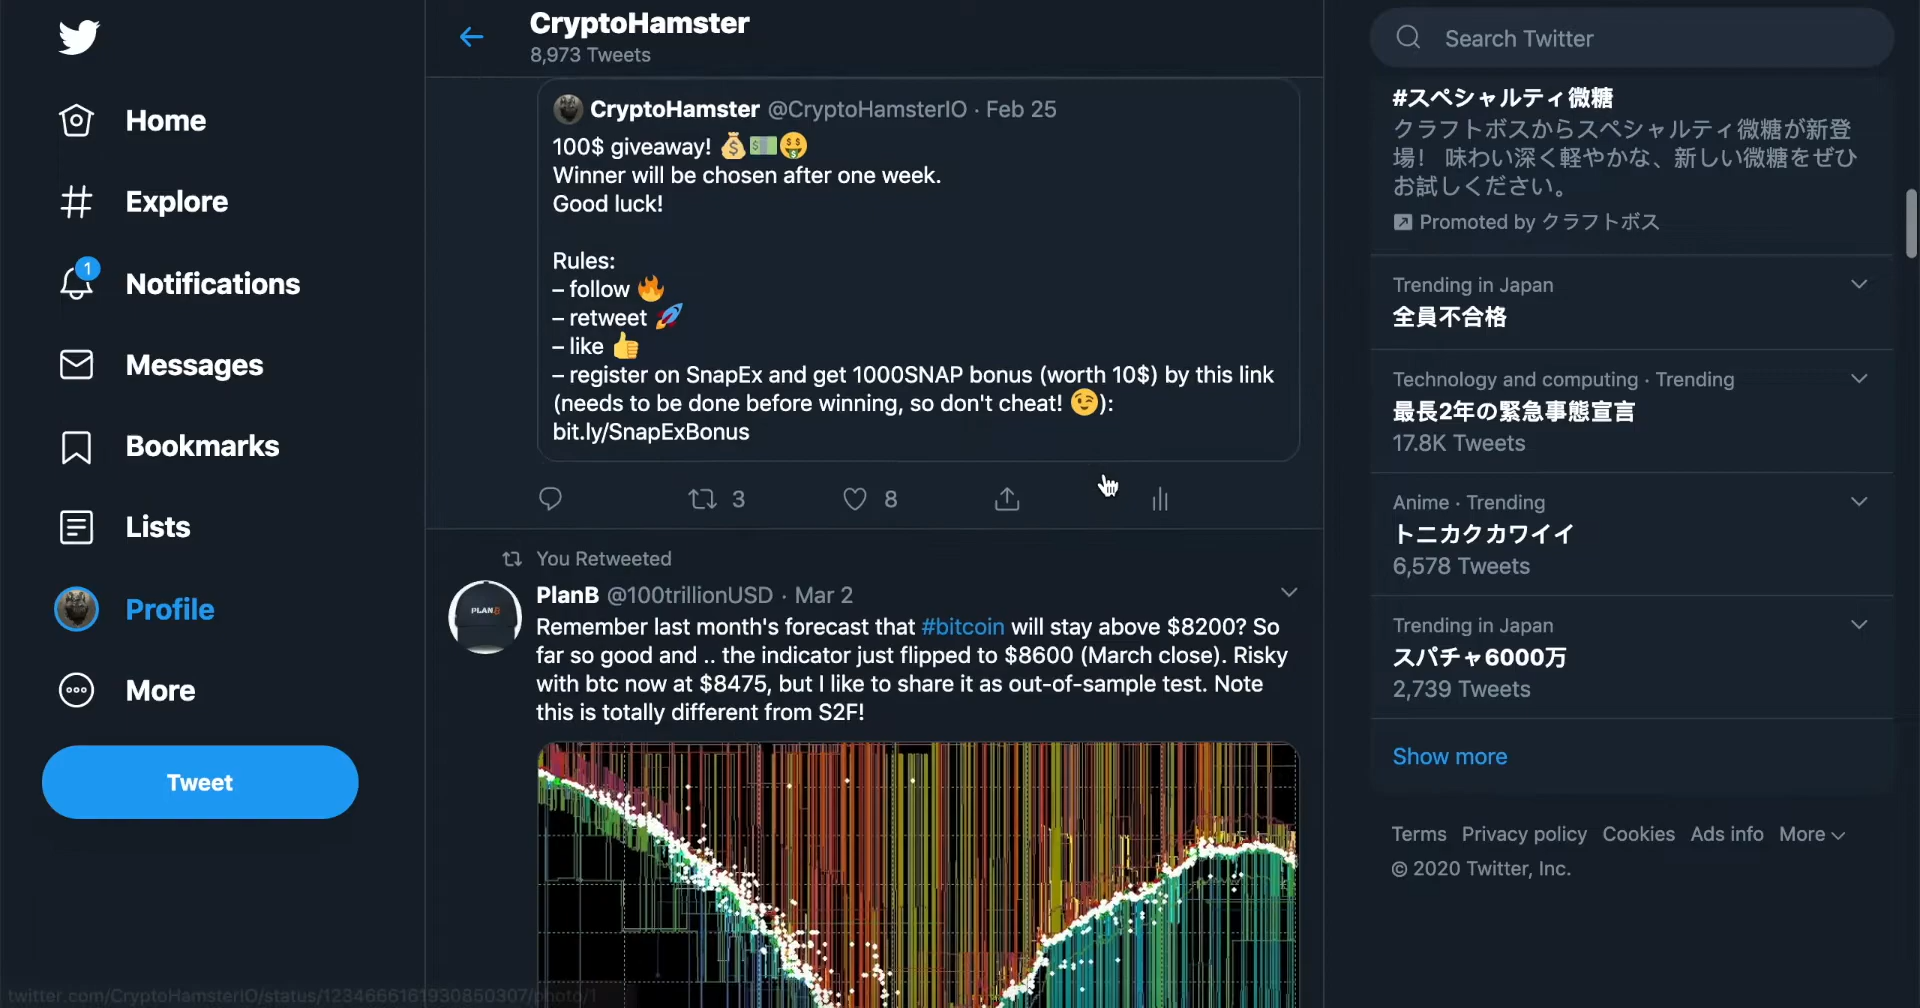 Home
Explore
1
Notifications
Messages
Bookmarks
Lists
Profile
More
Tweet
CryptoHamster
8,973 Tweets
CryptoHamster @CryptoHamsterIO · Feb 25
100$ giveaway! 💰💵🤑
Winner will be chosen after one week.
Good luck!
Rules:
– follow 🔥
– retweet 🚀
– like 👍
– register on SnapEx and get 1000SNAP bonus (worth 10$) by this link
(needs to be done before winning, so don't cheat! 😉):
bit.ly/SnapExBonus
3
8
You Retweeted
PlanB @100trillionUSD · Mar 2
PLANB
Remember last month's forecast that #bitcoin will stay above $8200? So
far so good and .. the indicator just flipped to $8600 (March close). Risky
with btc now at $8475, but I like to share it as out-of-sample test. Note
this is totally different from S2F!
Search Twitter
#スペシャルティ微糖
クラフトボスからスペシャルティ微糖が新登
場！ 味わい深く軽やかな、新しい微糖をぜひ
お試しください。
Promoted by クラフトボス
Trending in Japan
全員不合格
Technology and computing · Trending
最長2年の緊急事態宣言
17.8K Tweets
Anime · Trending
トニカクカワイイ
6,578 Tweets
Trending in Japan
スパチャ6000万
2,739 Tweets
Show more
Terms Privacy policy Cookies Ads info More
© 2020 Twitter, Inc.
twitter.com/CryptoHamsterIO/status/1234666161930850307/photo/1